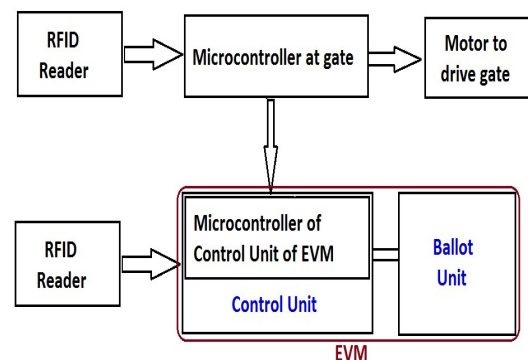 RFID
Reader
Microcontroller at gate
Motor to
drive gate
RFID
Reader
Microcontroller of
Control Unit of EVM
Control Unit
Ballot
Unit
EVM